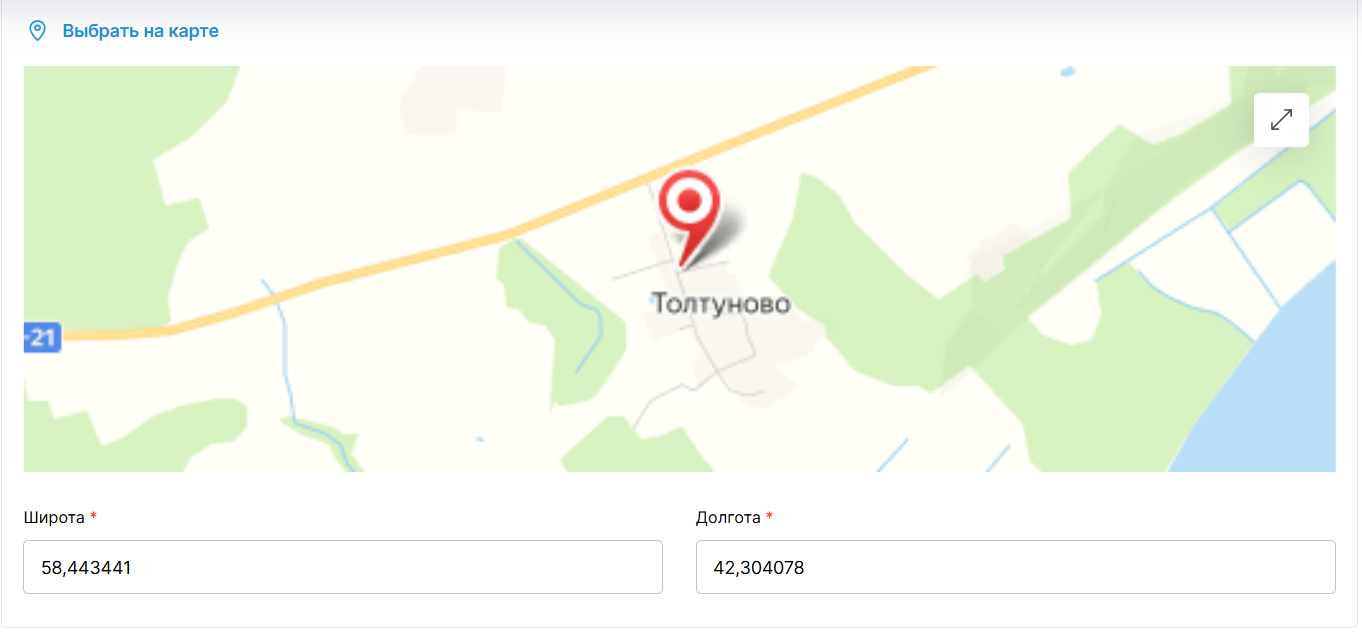 Выбрать на карте
Толтуново
-21
Широта *
Долгота *
58,443441
42,304078